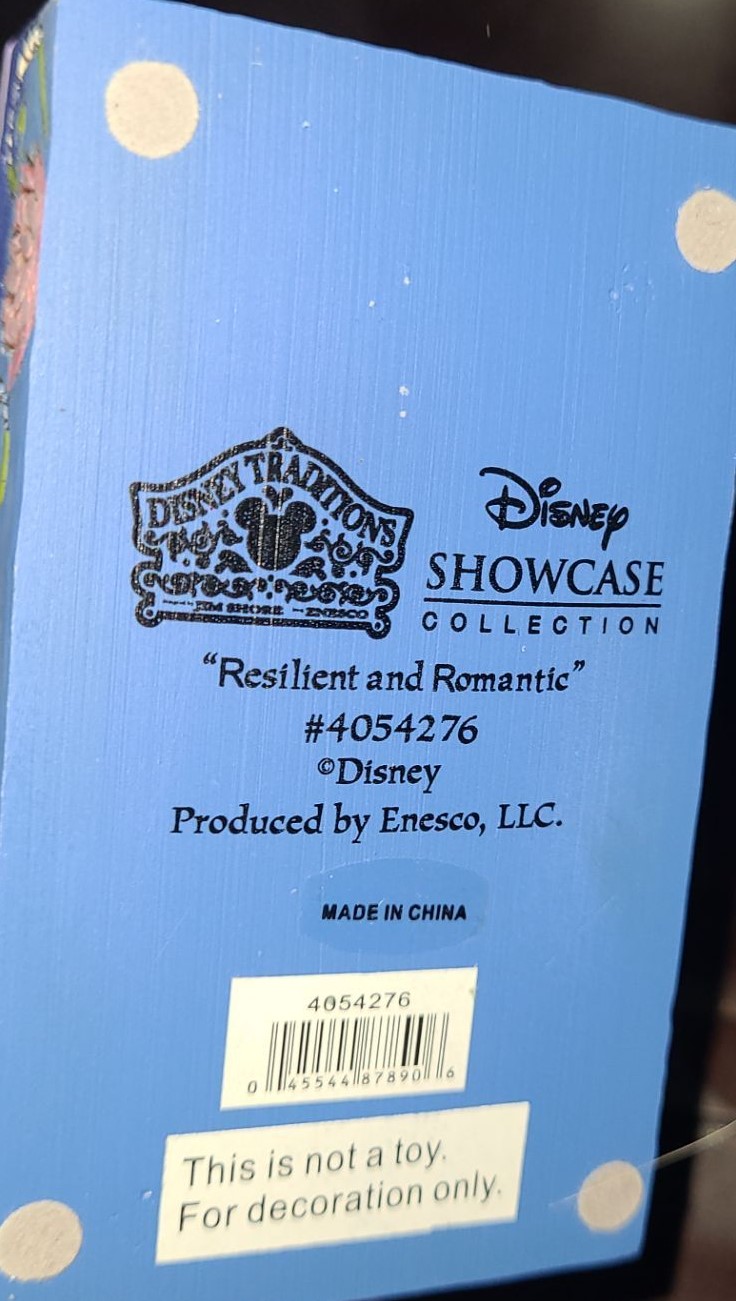 DISNEY TRADITIONS
JIM SHORE ENESCO
Disney
SHOWCASE
COLLECTION
“Resilient and Romantic”
#4054276
©Disney
Produced by Enesco, LLC.
MADE IN CHINA
4054276
0 45544 87890 6
This is not a toy.
For decoration only.